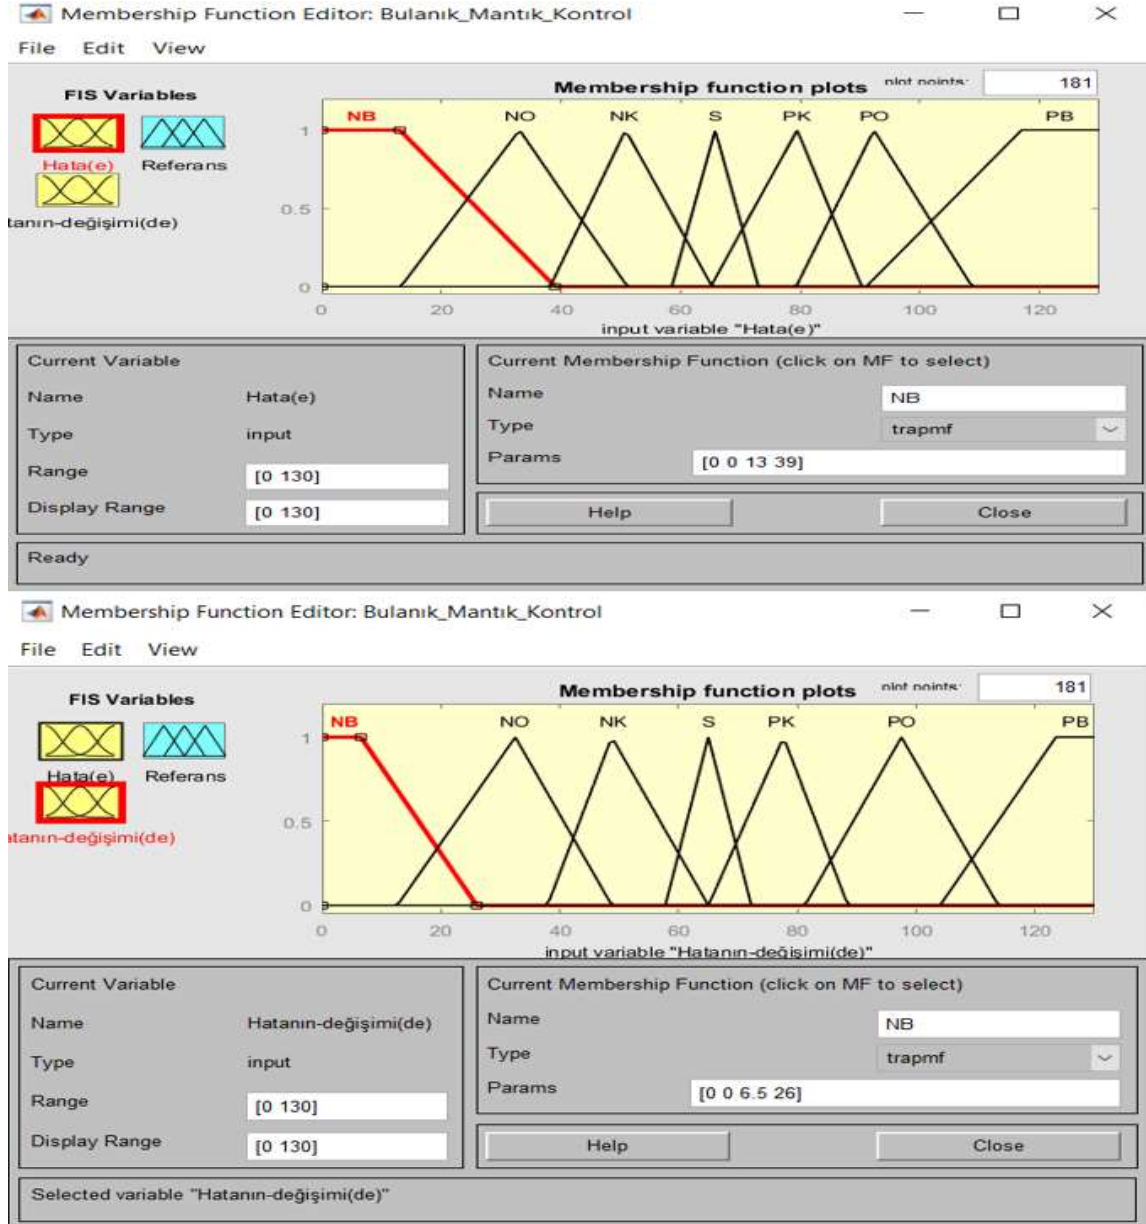 Membership Function Editor: Bulanık_Mantık_Kontrol
File Edit View
FIS Variables
Membership function plots plot points: 181
Hata(e) Referans
tanın-değişimi(de)
NB NO NK S PK PO PB
1
0.5
0
0 20 40 60 80 100 120
input variable "Hata(e)"
Current Variable
Name Hata(e)
Type input
Range [0 130]
Display Range [0 130]
Current Membership Function (click on MF to select)
Name NB
Type trapmf
Params [0 0 13 39]
Help Close
Ready
Membership Function Editor: Bulanık_Mantık_Kontrol
File Edit View
FIS Variables
Membership function plots plot points: 181
Hata(e) Referans
atanın-değişimi(de)
NB NO NK S PK PO PB
1
0.5
0
0 20 40 60 80 100 120
input variable "Hatanın-değişimi(de)"
Current Variable
Name Hatanın-değişimi(de)
Type input
Range [0 130]
Display Range [0 130]
Current Membership Function (click on MF to select)
Name NB
Type trapmf
Params [0 0 6.5 26]
Help Close
Selected variable "Hatanın-değişimi(de)"